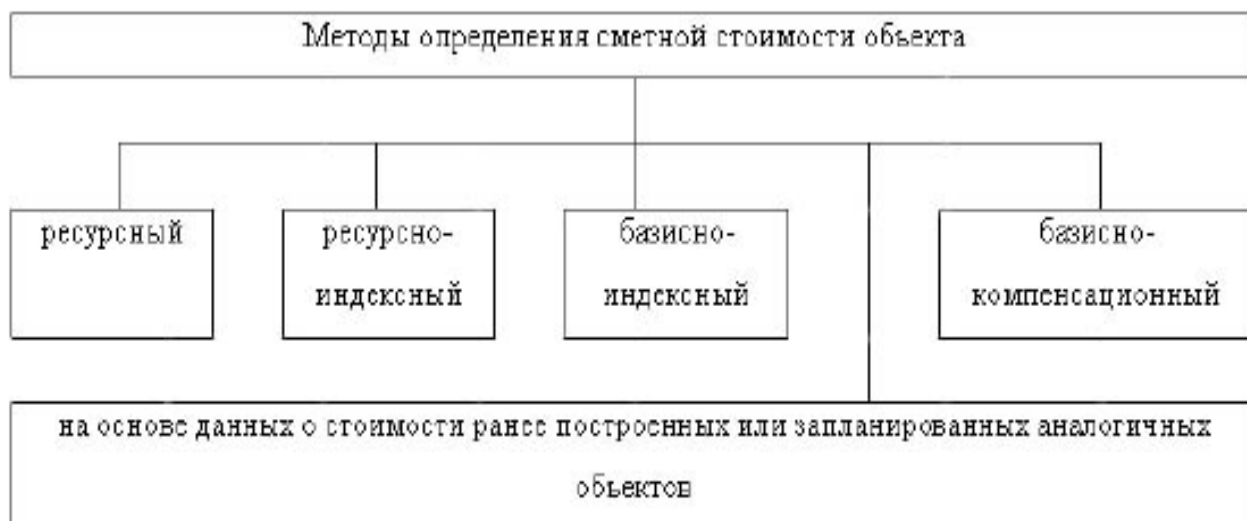 Методы определения сметной стоимости объекта
ресурсный
ресурсно-
индексный
базисно-
индексный
базисно-
компенсационный
на основе данных о стоимости ранее построенных или запланированных аналогичных
объектов